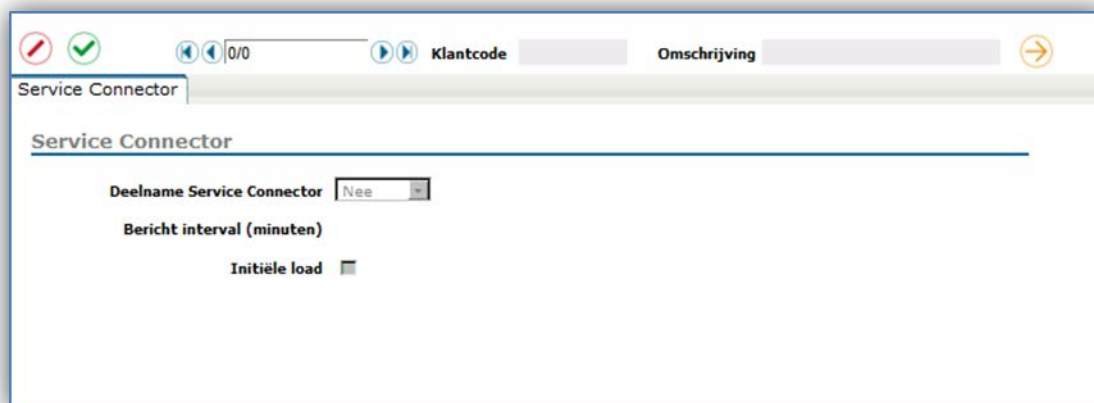 0/0 Klantcode Omschrijving
Service Connector
Service Connector
Deelname Service Connector Nee
Bericht interval (minuten)
Initiële load